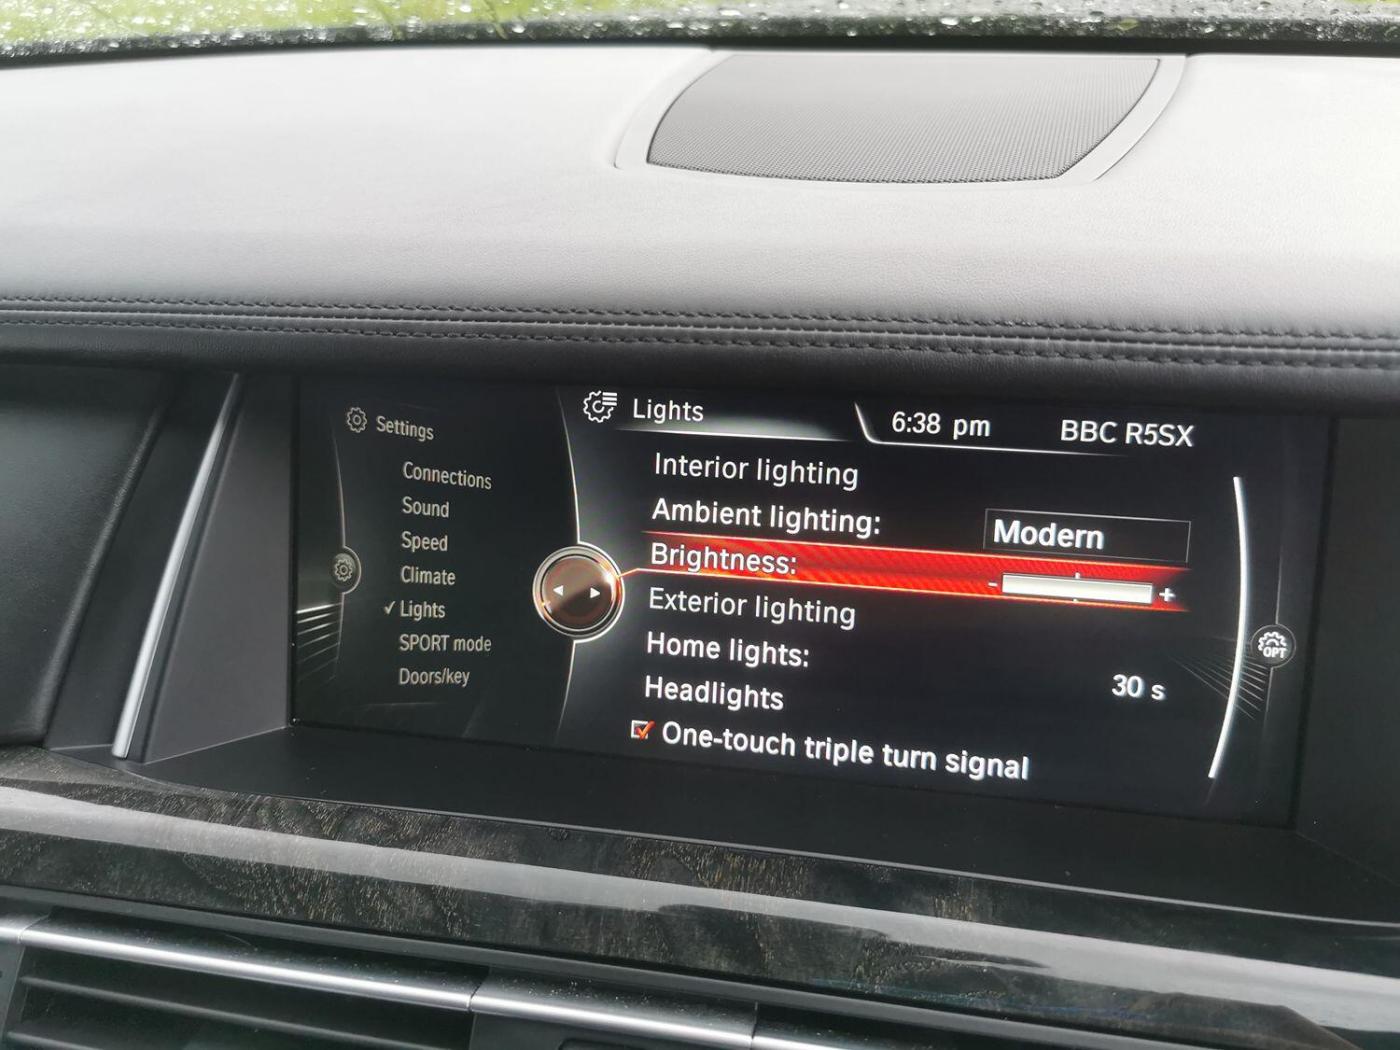 Settings
Connections
Sound
Speed
Climate
✓ Lights
SPORT mode
Doors/key
Lights
6:38 pm
BBC R5SX
Interior lighting
Ambient lighting: Modern
Brightness: - +
Exterior lighting
Home lights: 30 s
Headlights
One-touch triple turn signal
OPT